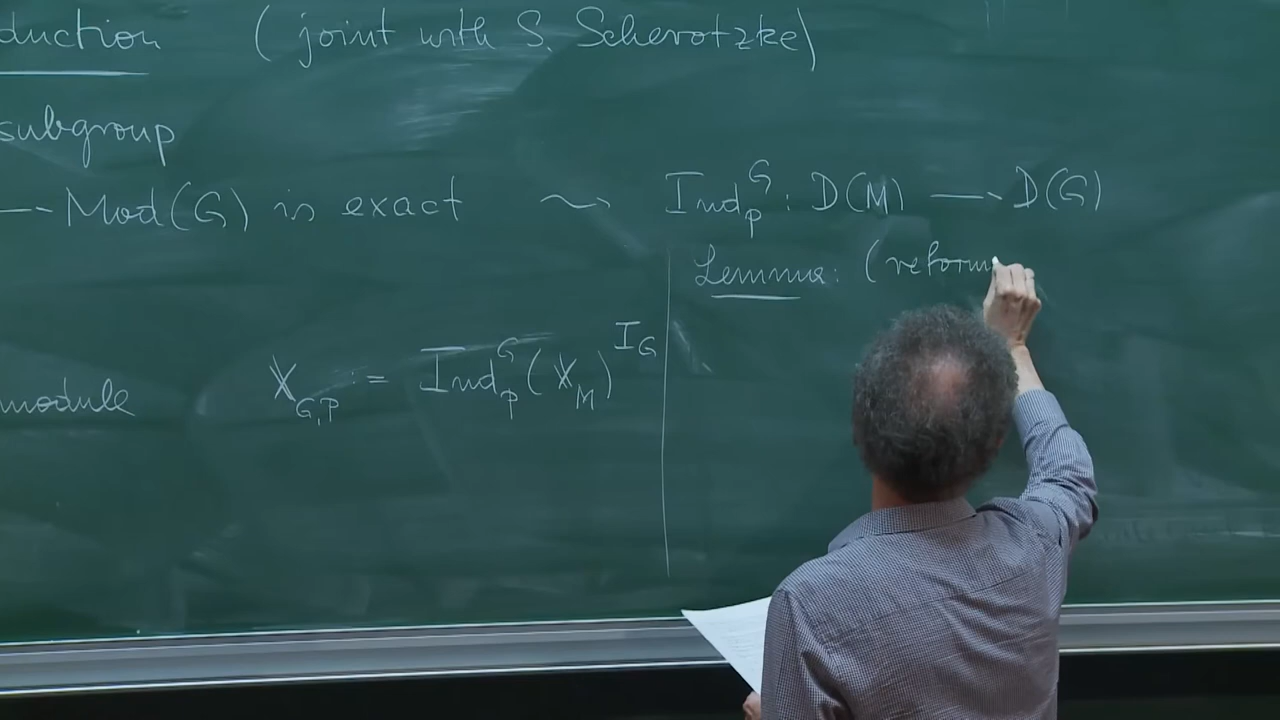 duction (joint with S. Scherotzke)
subgroup
→ Mod(G) is exact ⇝ Ind_P^G : D(M) → D(G)
Lemma: (reform
module X_{G,P} = Ind_P^G (X_M)^{I_G}